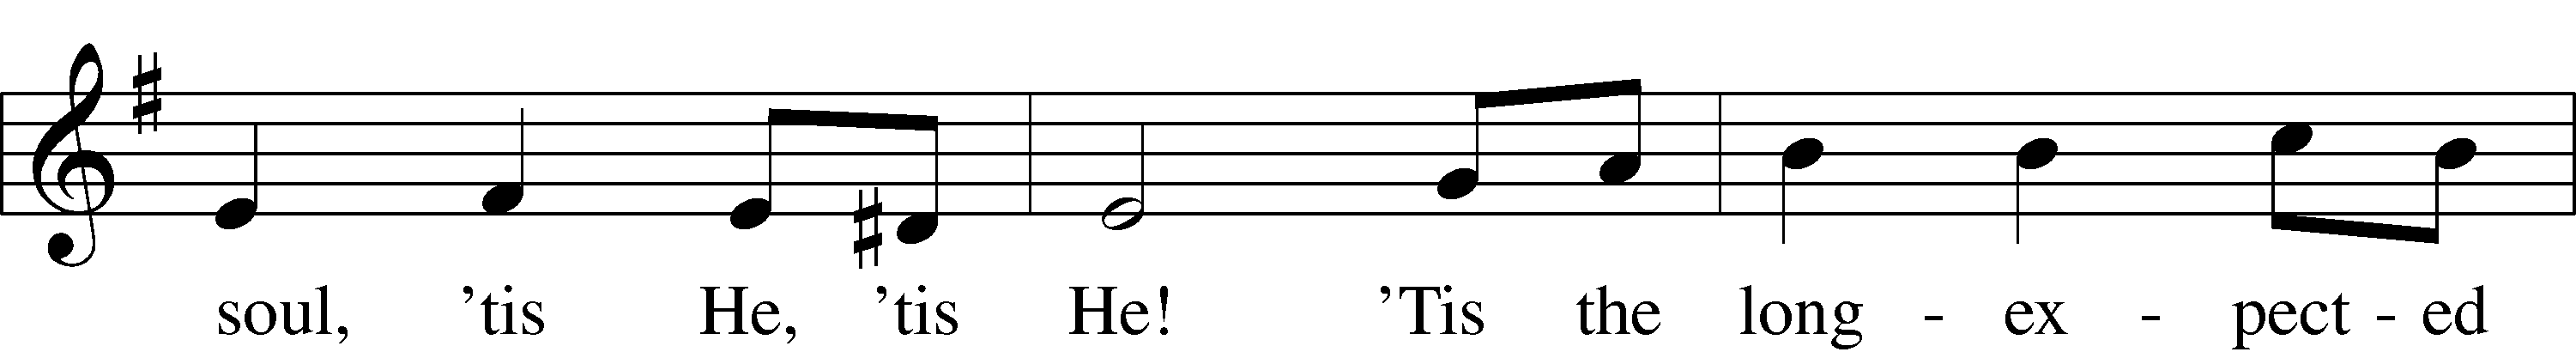 soul, ’tis He, ’tis He! ’Tis the long - ex - pect - ed